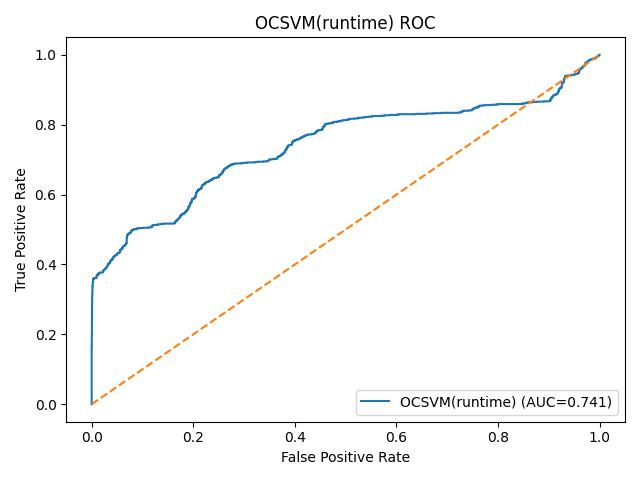 OCSVM(runtime) ROC
True Positive Rate
1.0
0.8
0.6
0.4
0.2
0.0
OCSVM(runtime) (AUC=0.741)
0.0 0.2 0.4 0.6 0.8 1.0
False Positive Rate